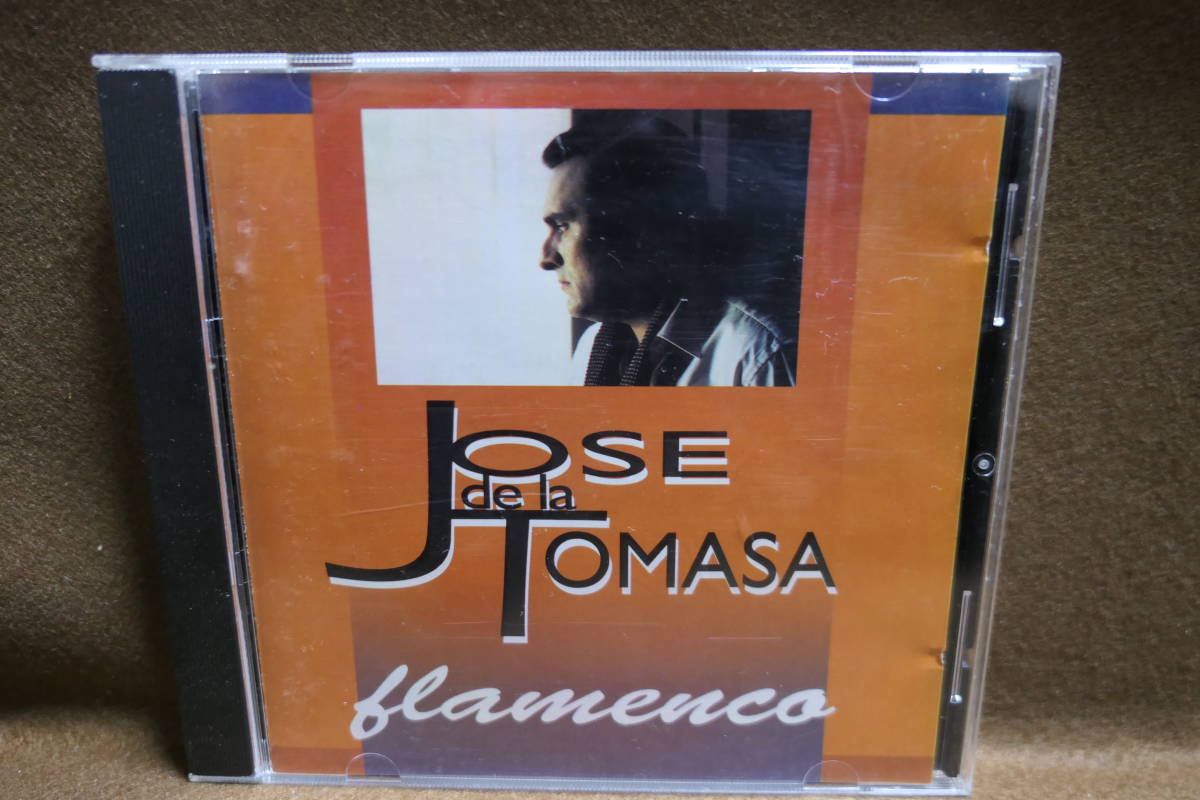 JOSE
de la
TOMASA
flamenco